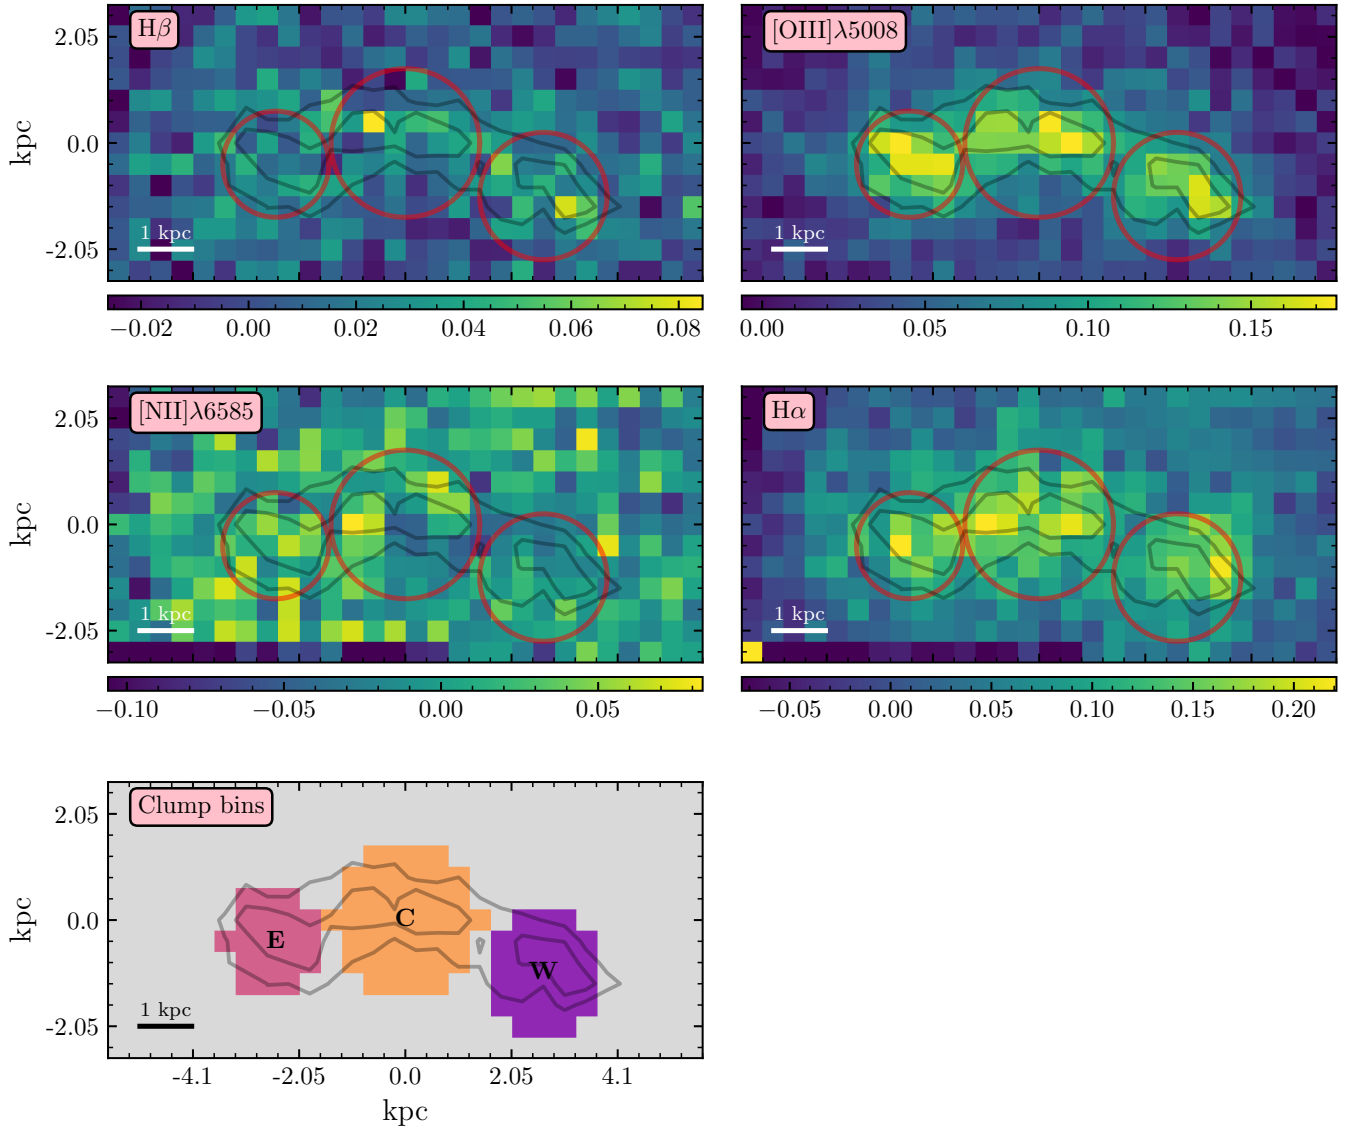 Hβ
[OIII]λ5008
2.05
0.0
-2.05
kpc
1 kpc
1 kpc
−0.02 0.00 0.02 0.04 0.06 0.08
0.00 0.05 0.10 0.15
[NII]λ6585
Hα
2.05
0.0
-2.05
kpc
1 kpc
1 kpc
−0.10 −0.05 0.00 0.05
−0.05 0.00 0.05 0.10 0.15 0.20
Clump bins
2.05
0.0
-2.05
kpc
E
C
W
1 kpc
-4.1 -2.05 0.0 2.05 4.1
kpc